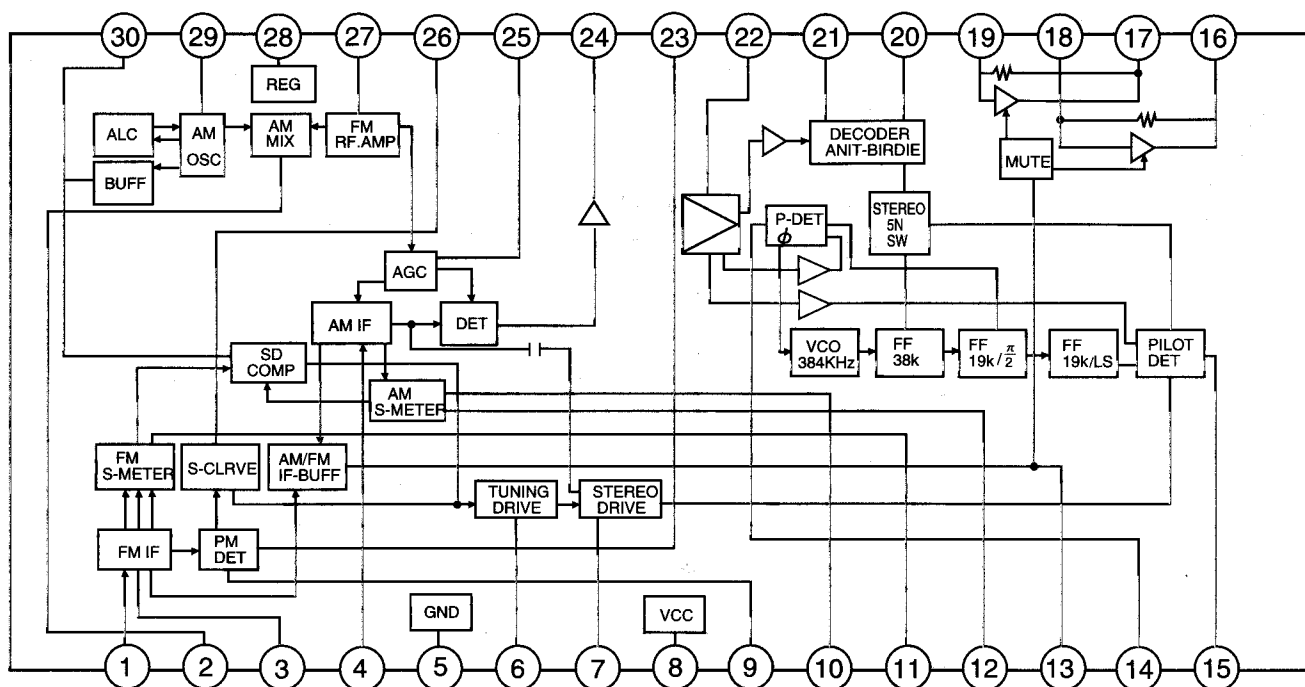 30 29 28 27 26 25 24 23 22 21 20 19 18 17 16
REG
ALC
AM
OSC
AM
MIX
FM
RF.AMP
BUFF
DECODER
ANIT-BIRDIE
MUTE
P-DET
ϕ
STEREO
5N
SW
AGC
AM IF
DET
SD
COMP
AM
S-METER
VCO
384KHz
FF
38k
FF
19k/π/2
FF
19k/LS
PILOT
DET
FM
S-METER
S-CLRVE
AM/FM
IF-BUFF
TUNING
DRIVE
STEREO
DRIVE
FM IF
PM
DET
GND
VCC
1 2 3 4 5 6 7 8 9 10 11 12 13 14 15